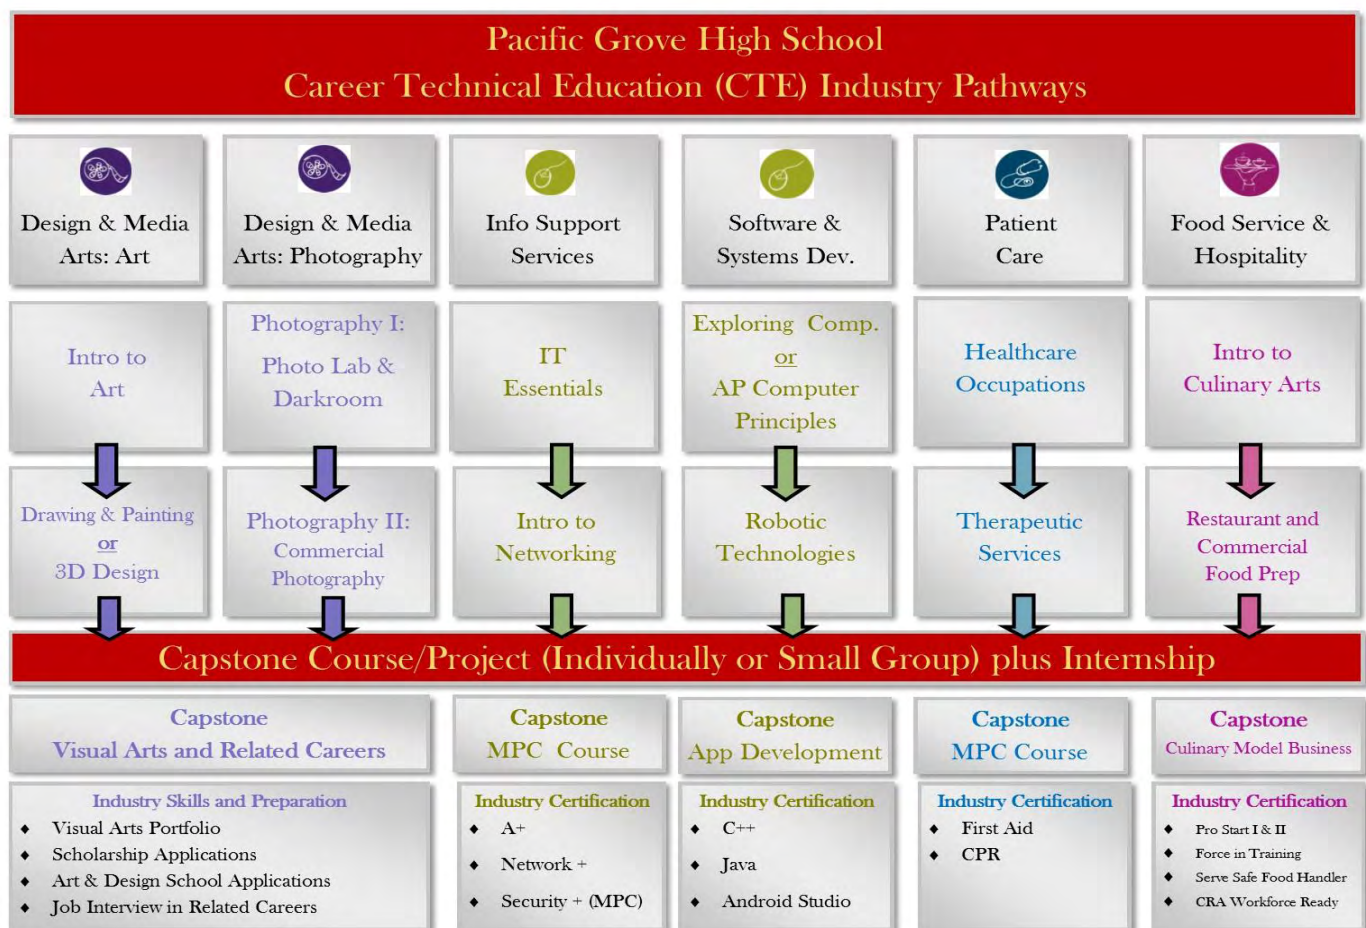 Pacific Grove High School
Career Technical Education (CTE) Industry Pathways
Design & Media
Arts: Art
Design & Media
Arts: Photography
Info Support
Services
Software &
Systems Dev.
Patient
Care
Food Service &
Hospitality
Intro to
Art
Photography I:
Photo Lab &
Darkroom
IT
Essentials
Exploring Comp.
or
AP Computer
Principles
Healthcare
Occupations
Intro to
Culinary Arts
Drawing & Painting
or
3D Design
Photography II:
Commercial
Photography
Intro to
Networking
Robotic
Technologies
Therapeutic
Services
Restaurant and
Commercial
Food Prep
Capstone Course/Project (Individually or Small Group) plus Internship
Capstone
Visual Arts and Related Careers
Capstone
MPC Course
Capstone
App Development
Capstone
MPC Course
Capstone
Culinary Model Business
Industry Skills and Preparation
♦ Visual Arts Portfolio
♦ Scholarship Applications
♦ Art & Design School Applications
♦ Job Interview in Related Careers
Industry Certification
♦ A+
♦ Network +
♦ Security + (MPC)
Industry Certification
♦ C++
♦ Java
♦ Android Studio
Industry Certification
♦ First Aid
♦ CPR
Industry Certification
♦ Pro Start I & II
♦ Force in Training
♦ Serve Safe Food Handler
♦ CRA Workforce Ready